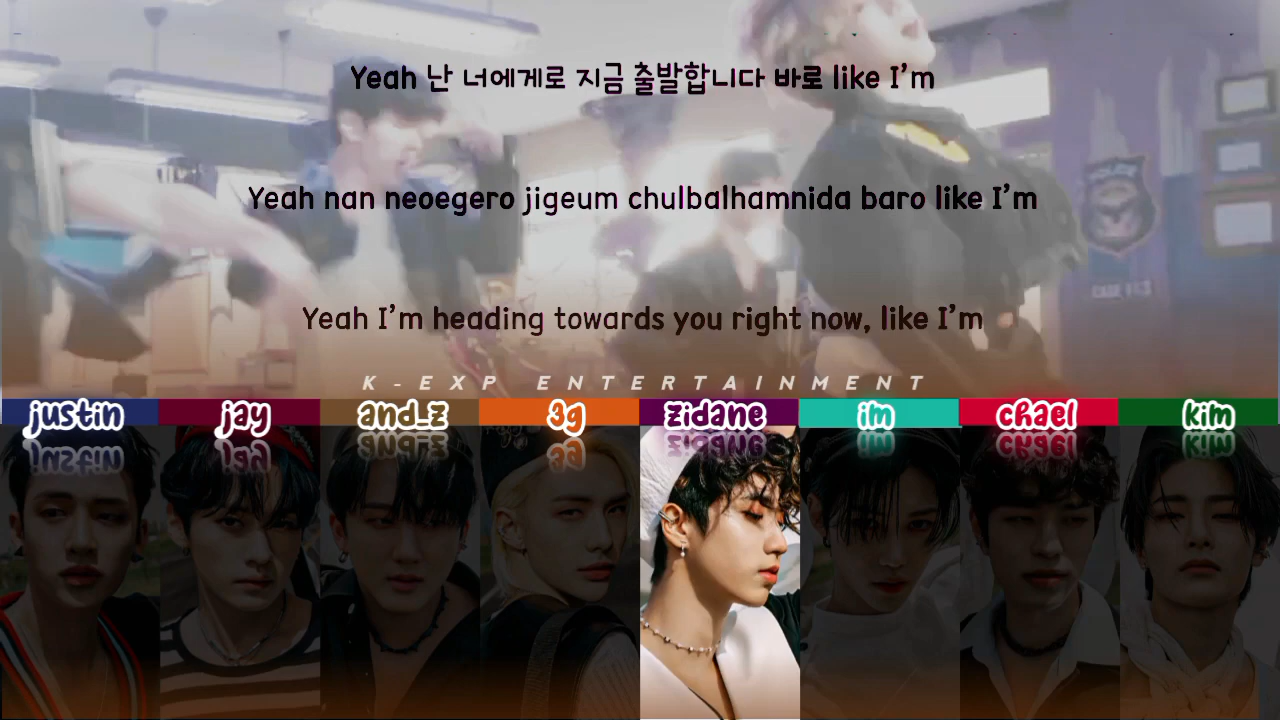 Yeah 난 너에게로 지금 출발합니다 바로 like I'm
Yeah nan neoegero jigeum chulbalhamnida baro like I'm
Yeah I'm heading towards you right now, like I'm
K-EXP ENTERTAINMENT
justin jay and_z 3g zidane im chael kim
POLICE